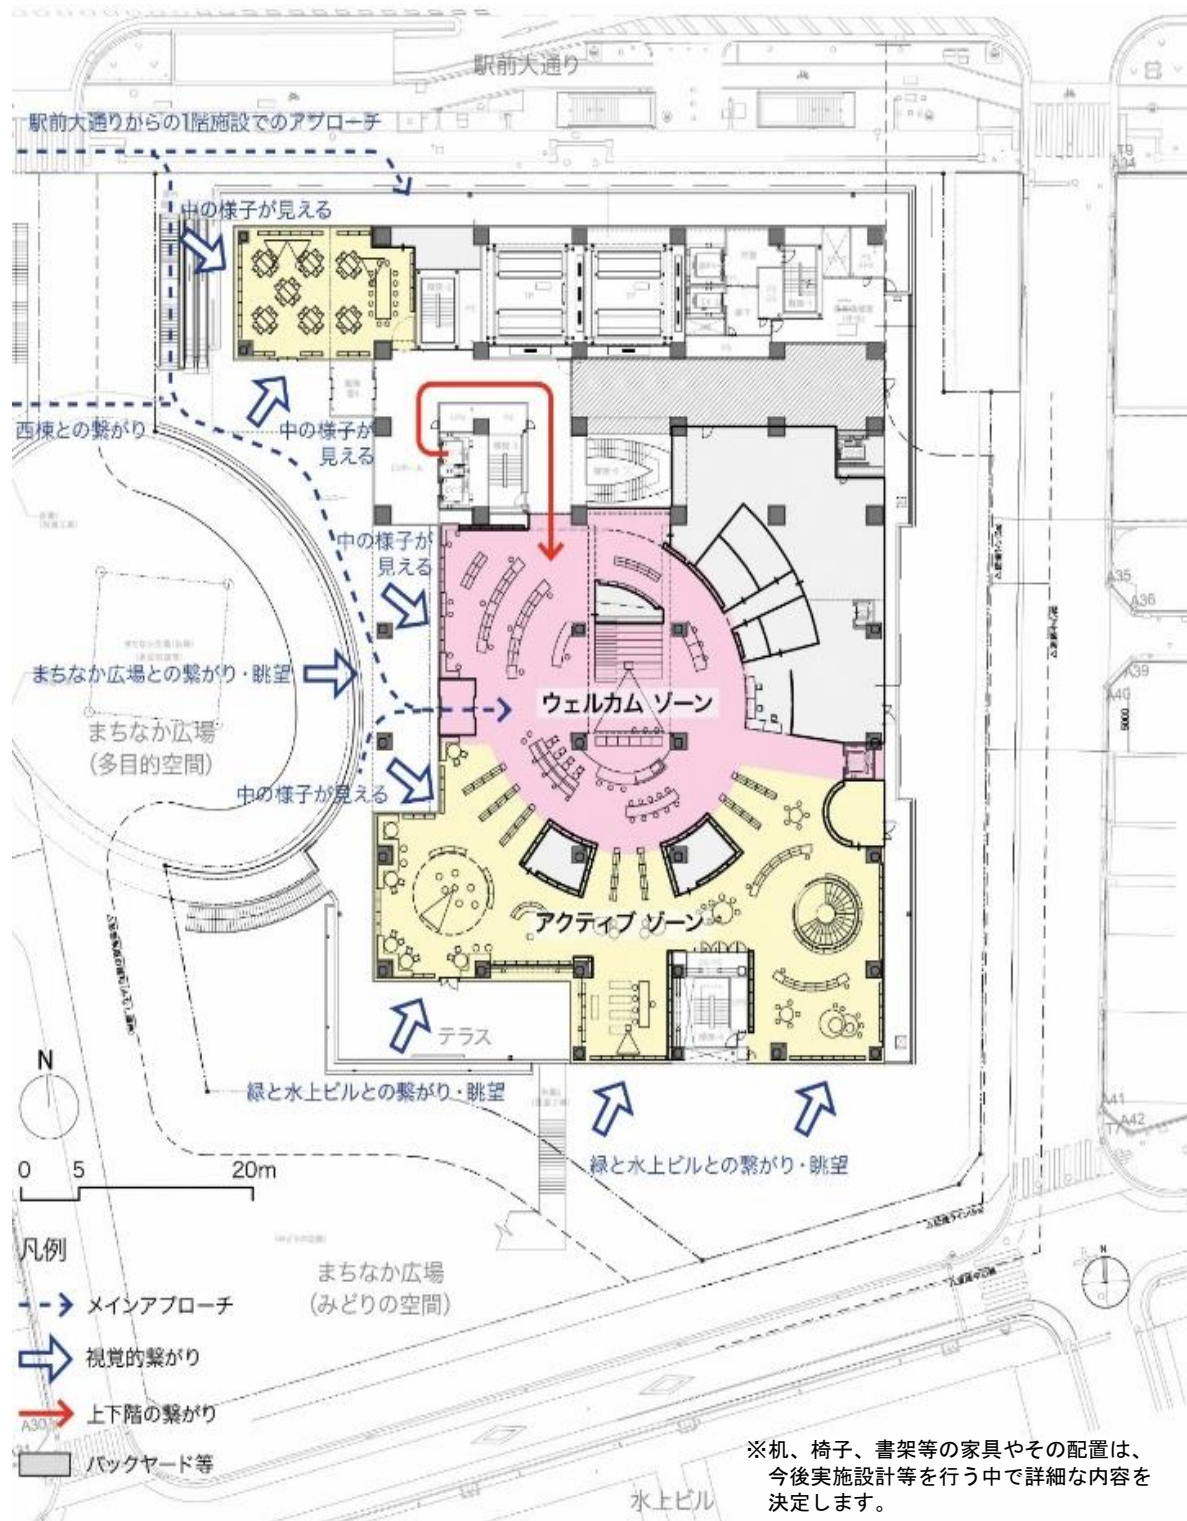 駅前大通り
駅前大通りからの1階施設でのアプローチ
中の様子が見える
西棟との繋がり
中の様子が
見える
中の様子が
見える
ウェルカム ゾーン
まちなか広場との繋がり・眺望
まちなか広場
(多目的空間)
中の様子が見える
アクティブ ゾーン
テラス
緑と水上ビルとの繋がり・眺望
緑と水上ビルとの繋がり・眺望
A34
A35
A36
A39
A40
6000
A41
A42
N
0 5 20m
凡例
メインアプローチ
視覚的繋がり
上下階の繋がり
バックヤード等
まちなか広場
(みどりの空間)
N
A30
水上ビル
※机、椅子、書架等の家具やその配置は、
今後実施設計等を行う中で詳細な内容を
決定します。